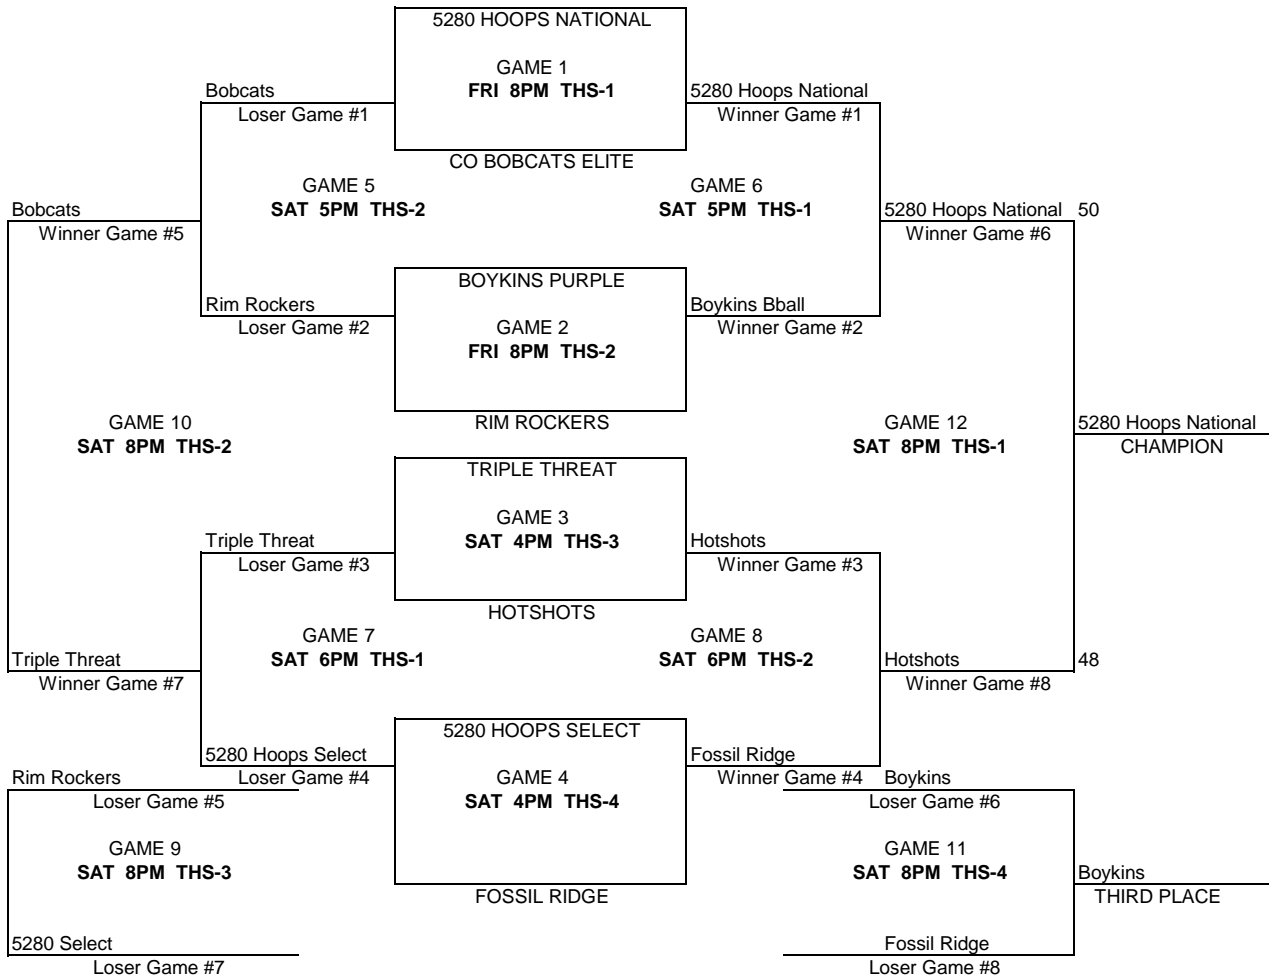 5280 HOOPS NATIONAL
GAME 1
FRI 8PM THS-1
Bobcats
5280 Hoops National
Loser Game #1
Winner Game #1
CO BOBCATS ELITE
GAME 5
GAME 6
SAT 5PM THS-2
SAT 5PM THS-1
Bobcats
5280 Hoops National 50
Winner Game #5
Winner Game #6
BOYKINS PURPLE
Rim Rockers
Boykins Bball
Loser Game #2
GAME 2
Winner Game #2
FRI 8PM THS-2
GAME 10
RIM ROCKERS
GAME 12
5280 Hoops National
SAT 8PM THS-2
SAT 8PM THS-1
CHAMPION
TRIPLE THREAT
GAME 3
Triple Threat
SAT 4PM THS-3
Hotshots
Loser Game #3
Winner Game #3
HOTSHOTS
GAME 7
GAME 8
SAT 6PM THS-1
SAT 6PM THS-2
Triple Threat
Hotshots 48
Winner Game #7
Winner Game #8
5280 HOOPS SELECT
5280 Hoops Select
Fossil Ridge
Rim Rockers
Loser Game #4
GAME 4
Winner Game #4
Boykins
Loser Game #5
SAT 4PM THS-4
Loser Game #6
GAME 9
GAME 11
SAT 8PM THS-3
SAT 8PM THS-4
Boykins
FOSSIL RIDGE
THIRD PLACE
5280 Select
Fossil Ridge
Loser Game #7
Loser Game #8